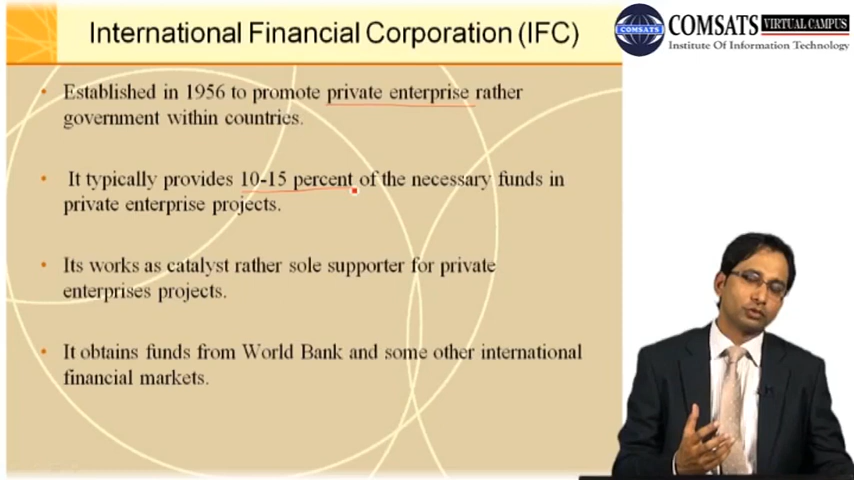 International Financial Corporation (IFC)
COMSATS
COMSATS VIRTUAL CAMPUS
Institute Of Information Technology
• Established in 1956 to promote private enterprise rather
government within countries.
• It typically provides 10-15 percent of the necessary funds in
private enterprise projects.
• Its works as catalyst rather sole supporter for private
enterprises projects.
• It obtains funds from World Bank and some other international
financial markets.